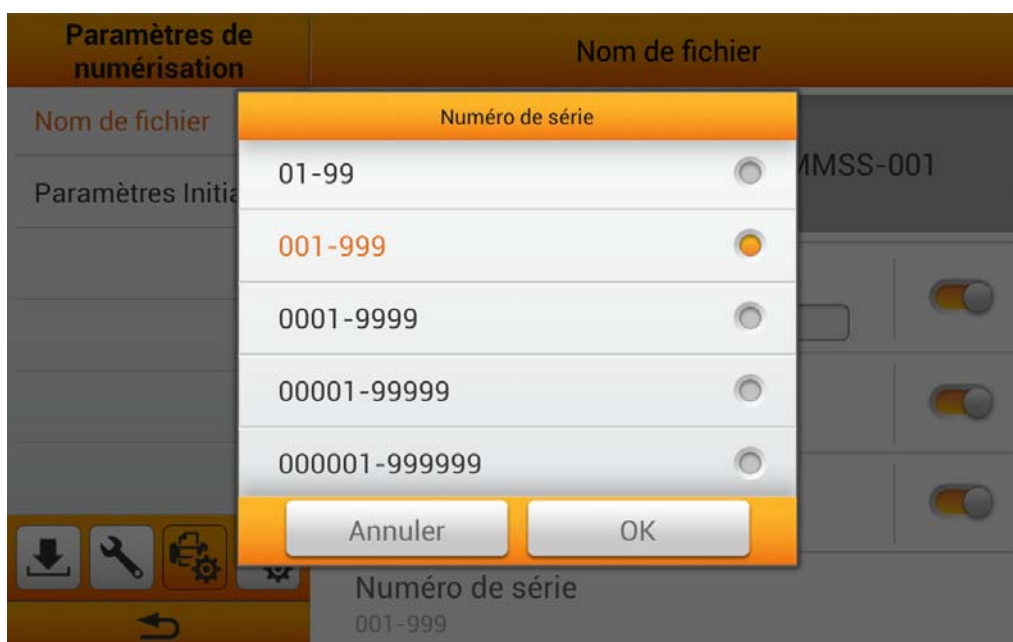 Paramètres de
numérisation
Nom de fichier
Nom de fichier
Paramètres Initia
MMSS-001
Numéro de série
01-99
001-999
0001-9999
00001-99999
000001-999999
Annuler
OK
Numéro de série
001-999